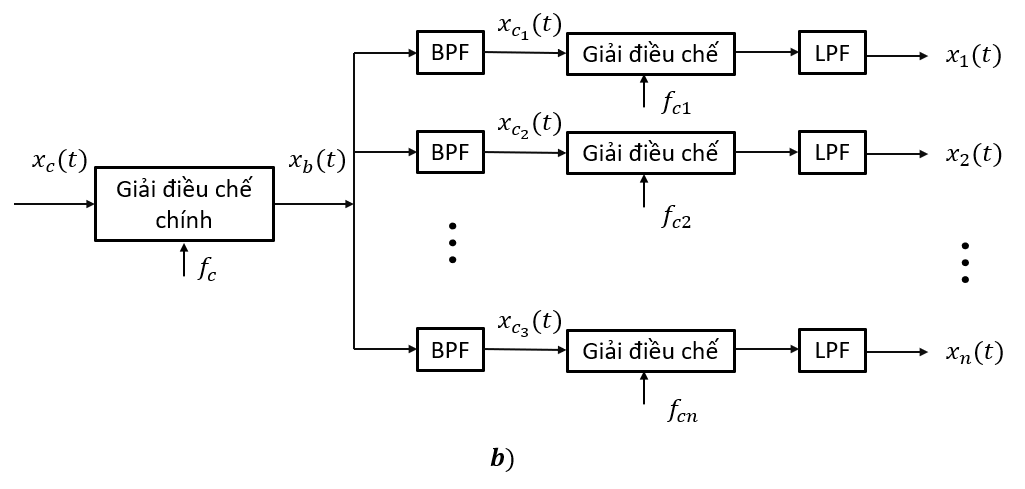 x_{c_1}(t)
BPF
Giải điều chế
LPF
x_1(t)
f_{c1}
x_{c_2}(t)
x_c(t)
x_b(t)
BPF
Giải điều chế
LPF
x_2(t)
Giải điều chế
chính
f_{c2}
f_c
x_{c_3}(t)
BPF
Giải điều chế
LPF
x_n(t)
f_{cn}
b)